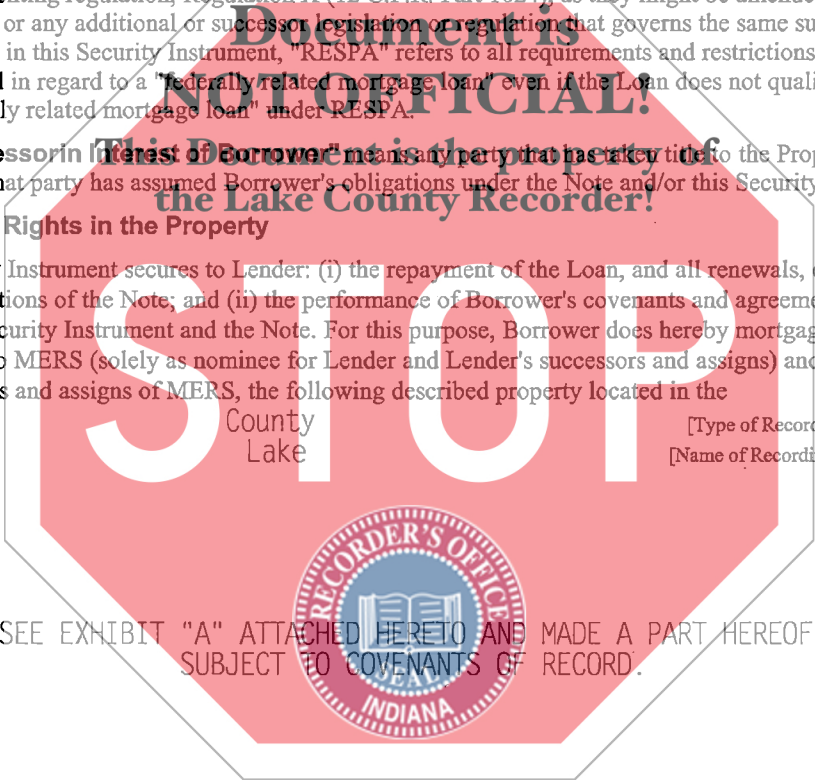 or any additional or successor legislation or regulation that governs the same su
Document is
in this Security Instrument, "RESPA" refers to all requirements and restrictions
in regard to a "federally related mortgage loan" even if the Loan does not quali
NOT OFFICIAL!
ly related mortgage loan" under RESPA.
essor in Interest of Borrower" means any party that has taken title to the Prop
This Document is the property of
hat party has assumed Borrower's obligations under the Note and/or this Security
the Lake County Recorder!
Rights in the Property
Instrument secures to Lender: (i) the repayment of the Loan, and all renewals,
tions of the Note; and (ii) the performance of Borrower's covenants and agreeme
curity Instrument and the Note. For this purpose, Borrower does hereby mortgag
MERS (solely as nominee for Lender and Lender's successors and assigns) and
s and assigns of MERS, the following described property located in the
STOP
County [Type of Record
Lake [Name of Recordi
RECORDER'S OFFICE
SEE EXHIBIT "A" ATTACHED HERETO AND MADE A PART HEREOF
SUBJECT TO COVENANTS OF RECORD.
SEAL
INDIANA